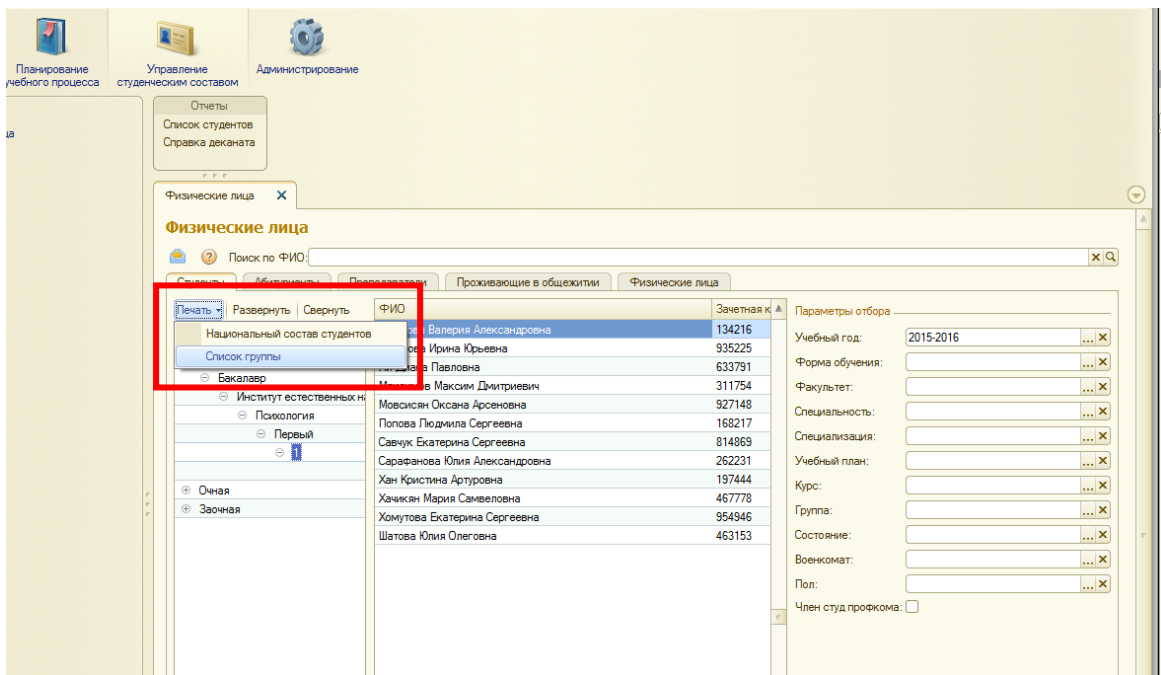 Планирование
учебного процесса
Управление
студенческим составом
Администрирование
Отчеты
Список студентов
Справка деканата
Физические лица
Физические лица
Поиск по ФИО:
Студенты Абитуриенты Преподаватели Проживающие в общежитии Физические лица
Печать Развернуть Свернуть
Национальный состав студентов
Список группы
Бакалавр
Институт естественных н
Психология
Первый
1
Очная
Заочная
ФИО Зачетная к
Валерия Александровна 134216
Ирина Юрьевна 935225
Павловна 633791
Максим Дмитриевич 311754
Мовсисян Оксана Арсеновна 927148
Попова Людмила Сергеевна 168217
Савчук Екатерина Сергеевна 814869
Сарафанова Юлия Александровна 262231
Хан Кристина Артуровна 197444
Хачикян Мария Самвеловна 467778
Хомутова Екатерина Сергеевна 954946
Шатова Юлия Олеговна 463153
Параметры отбора
Учебный год: 2015-2016
Форма обучения:
Факультет:
Специальность:
Специализация:
Учебный план:
Курс:
Группа:
Состояние:
Военкомат:
Пол:
Член студ профкома: